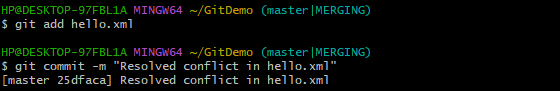 HP@DESKTOP-97FBL1A MINGW64 ~/GitDemo (master|MERGING)
$ git add hello.xml
HP@DESKTOP-97FBL1A MINGW64 ~/GitDemo (master|MERGING)
$ git commit -m "Resolved conflict in hello.xml"
[master 25dfaca] Resolved conflict in hello.xml